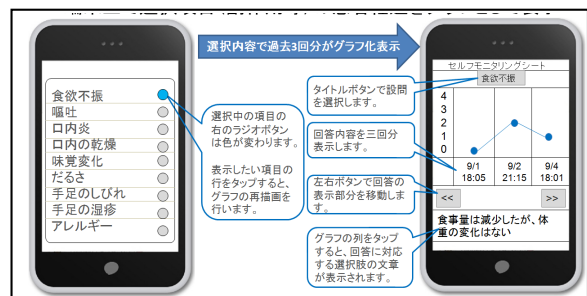 選択内容で過去3回分がグラフ化表示
食欲不振
嘔吐
口内炎
口内の乾燥
味覚変化
だるさ
手足のしびれ
手足の湿疹
アレルギー
選択中の項目の
右のラジオボタン
は色が変わります。
表示したい項目の
行をタップすると、
グラフの再描画を
行います。
タイトルボタンで設問
を選択します。
回答内容を三回分
表示します。
左右ボタンで回答の
表示部分を移動しま
す。
グラフの列をタップ
すると、回答に対応
する選択肢の文章
が表示されます。
セルフモニタリングシート
食欲不振
4
3
2
1
0
9/1 9/2 9/4
18:05 21:15 18:01
<< >>
食事量は減少したが、体
重の変化はない